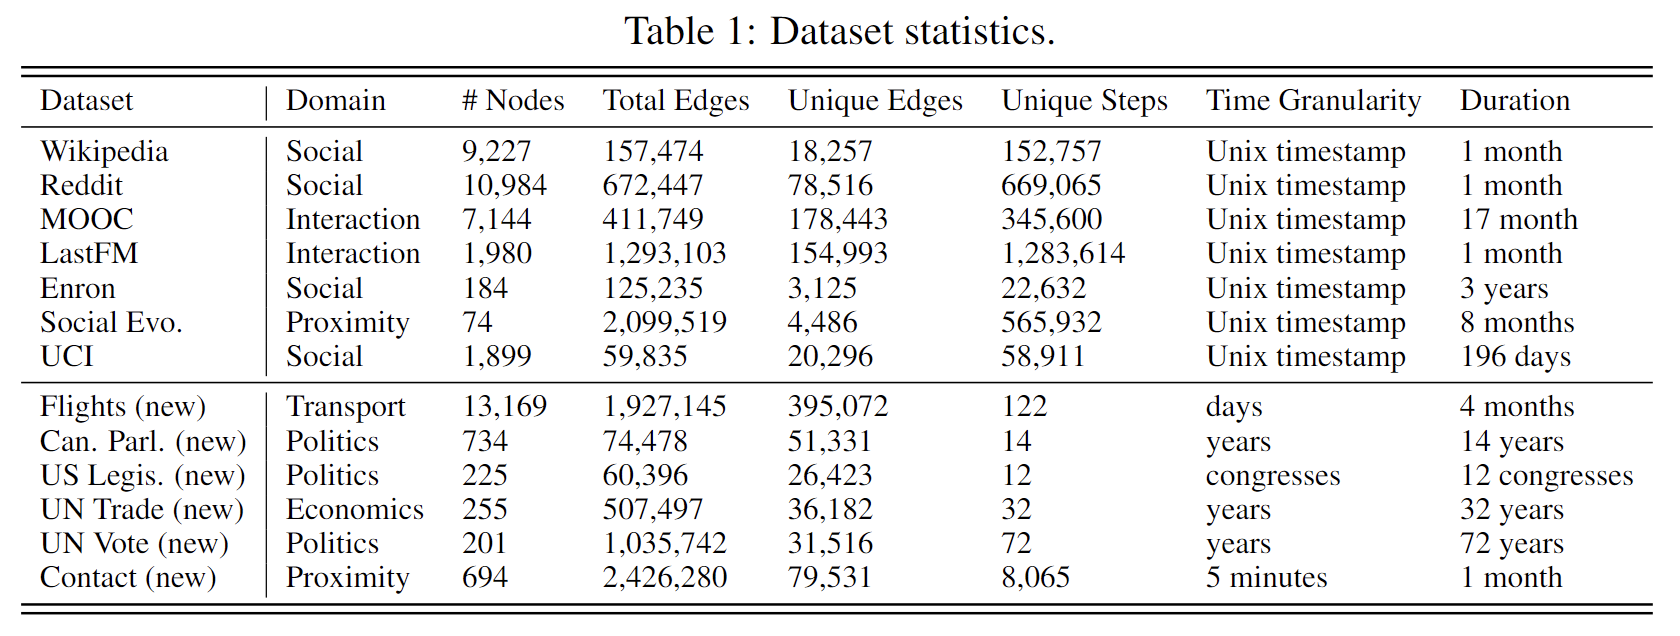 Table 1: Dataset statistics.
Dataset Domain # Nodes Total Edges Unique Edges Unique Steps Time Granularity Duration
Wikipedia Social 9,227 157,474 18,257 152,757 Unix timestamp 1 month
Reddit Social 10,984 672,447 78,516 669,065 Unix timestamp 1 month
MOOC Interaction 7,144 411,749 178,443 345,600 Unix timestamp 17 month
LastFM Interaction 1,980 1,293,103 154,993 1,283,614 Unix timestamp 1 month
Enron Social 184 125,235 3,125 22,632 Unix timestamp 3 years
Social Evo. Proximity 74 2,099,519 4,486 565,932 Unix timestamp 8 months
UCI Social 1,899 59,835 20,296 58,911 Unix timestamp 196 days
Flights (new) Transport 13,169 1,927,145 395,072 122 days 4 months
Can. Parl. (new) Politics 734 74,478 51,331 14 years 14 years
US Legis. (new) Politics 225 60,396 26,423 12 congresses 12 congresses
UN Trade (new) Economics 255 507,497 36,182 32 years 32 years
UN Vote (new) Politics 201 1,035,742 31,516 72 years 72 years
Contact (new) Proximity 694 2,426,280 79,531 8,065 5 minutes 1 month